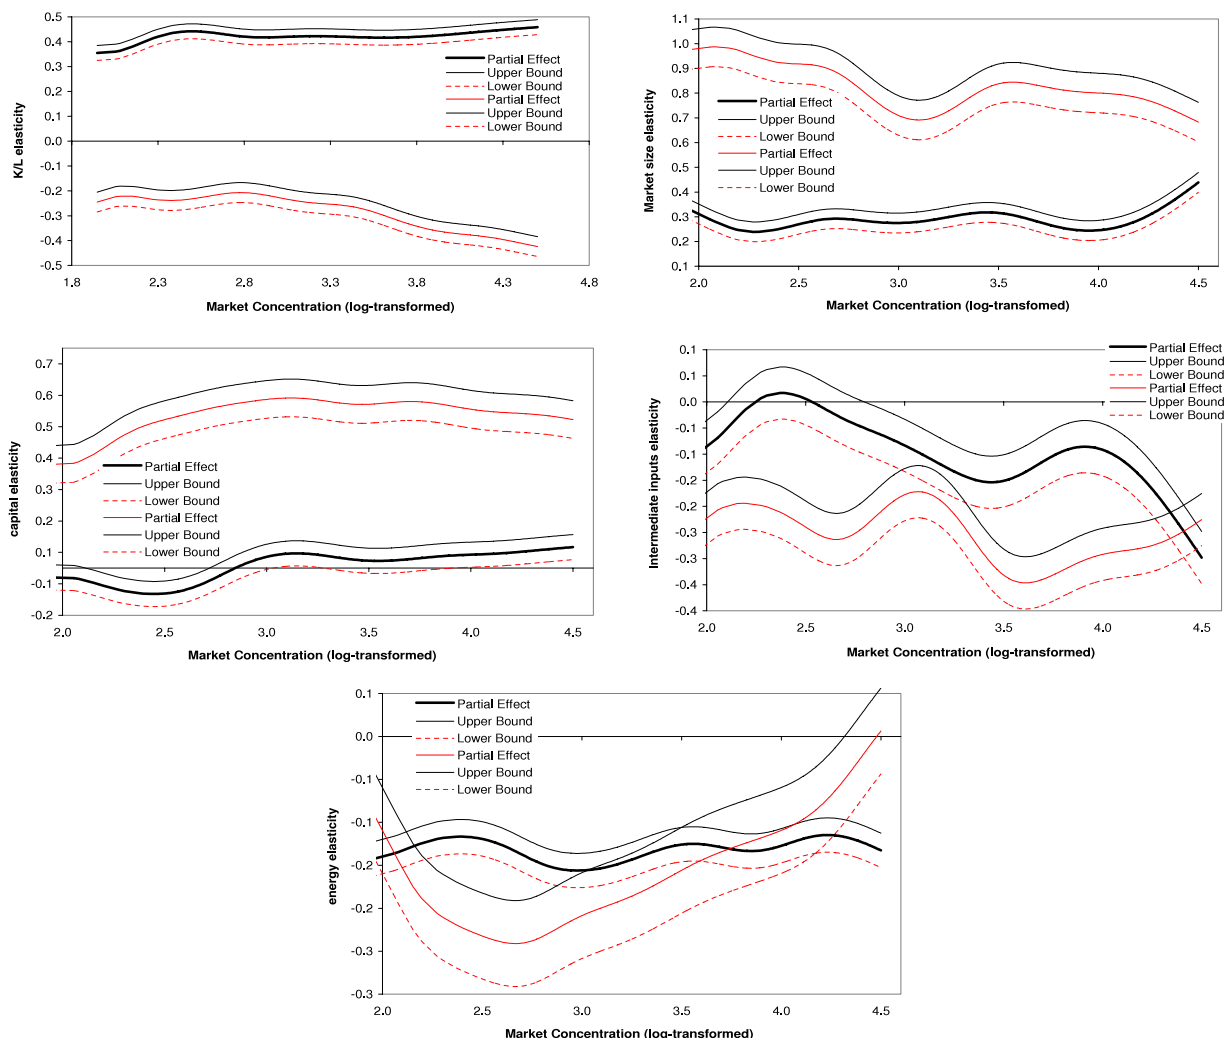 0.5
0.4
0.3
0.2
0.1
0.0
-0.1
-0.2
-0.3
-0.4
-0.5
K/L elasticity
Partial Effect
Upper Bound
Lower Bound
Partial Effect
Upper Bound
Lower Bound
1.8 2.3 2.8 3.3 3.8 4.3 4.8
Market Concentration (log-transformed)
1.1
1.0
0.9
0.8
0.7
0.6
0.5
0.4
0.3
0.2
0.1
Market size elasticity
Partial Effect
Upper Bound
Lower Bound
Partial Effect
Upper Bound
Lower Bound
2.0 2.5 3.0 3.5 4.0 4.5
Market Concentration (log-transfomed)
0.7
0.6
0.5
0.4
0.3
0.2
0.1
-0.1
-0.2
capital elasticity
Partial Effect
Upper Bound
Lower Bound
Partial Effect
Upper Bound
Lower Bound
2.0 2.5 3.0 3.5 4.0 4.5
Market Concentration (log-transformed)
0.1
0.1
0.0
-0.1
-0.1
-0.2
-0.2
-0.3
-0.3
-0.4
-0.4
Intermediate inputs elasticity
Partial Effect
Upper Bound
Lower Bound
Partial Effect
Upper Bound
Lower Bound
2.0 2.5 3.0 3.5 4.0 4.5
Market Concentration (log-transformed)
0.1
0.0
-0.1
-0.1
-0.2
-0.2
-0.3
-0.3
energy elasticity
Partial Effect
Upper Bound
Lower Bound
Partial Effect
Upper Bound
Lower Bound
2.0 2.5 3.0 3.5 4.0 4.5
Market Concentration (log-transformed)